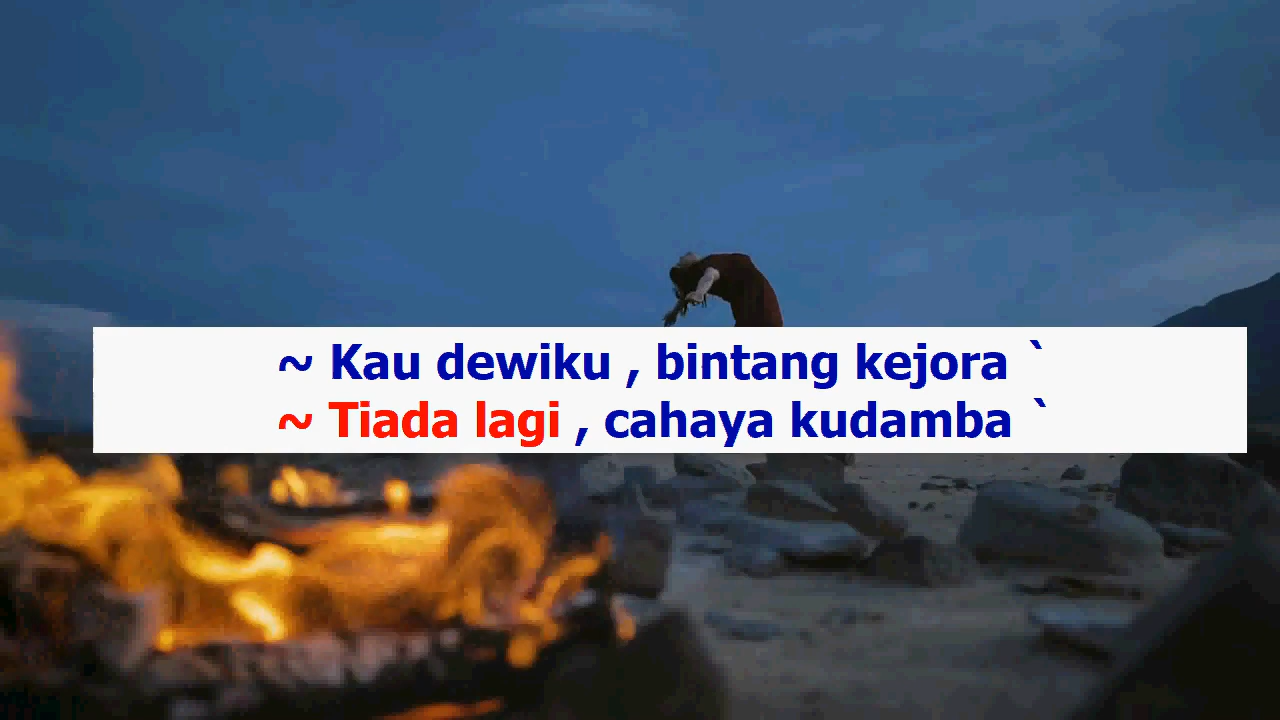 ~ Kau dewiku , bintang kejora `
~ Tiada lagi , cahaya kudamba `